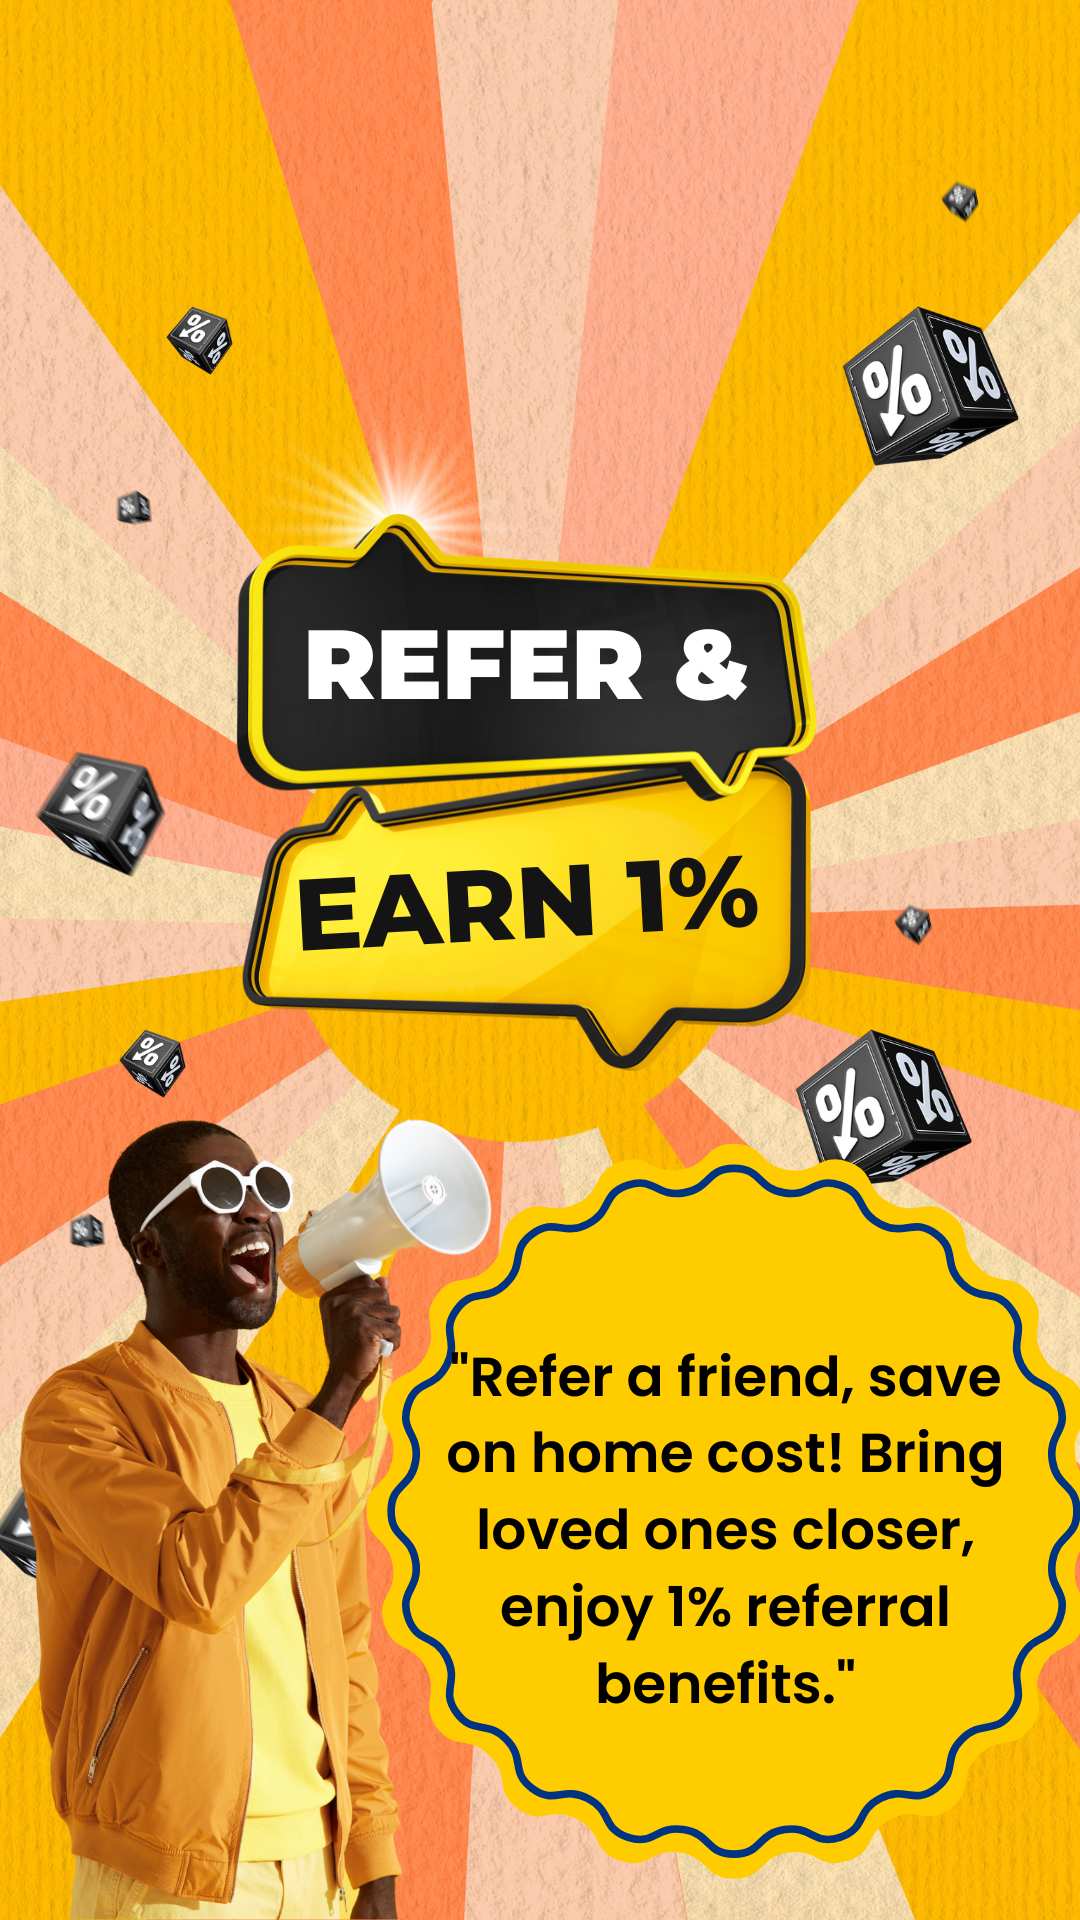 REFER &
EARN 1%
"Refer a friend, save
on home cost! Bring
loved ones closer,
enjoy 1% referral
benefits."